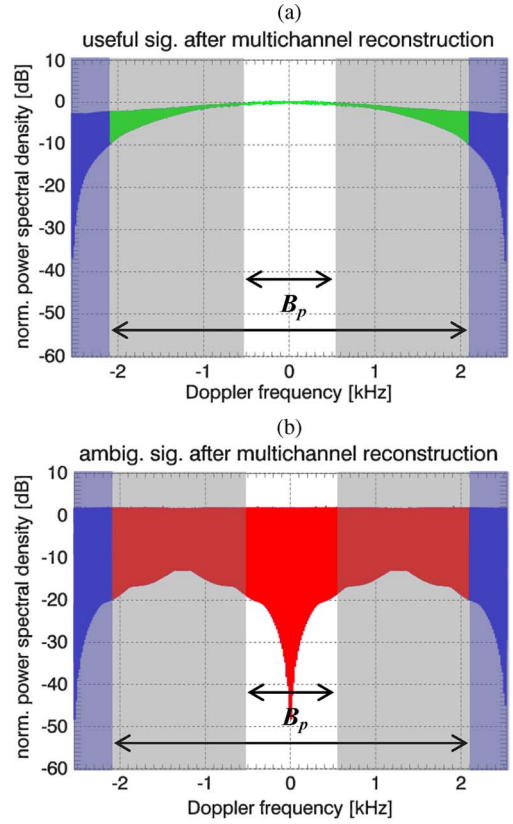 (a)
useful sig. after multichannel reconstruction
norm. power spectral density [dB]
10
0
-10
-20
-30
-40
-50
-60
Bp
-2 -1 0 1 2
Doppler frequency [kHz]
(b)
ambig. sig. after multichannel reconstruction
norm. power spectral density [dB]
10
0
-10
-20
-30
-40
-50
-60
Bp
-2 -1 0 1 2
Doppler frequency [kHz]